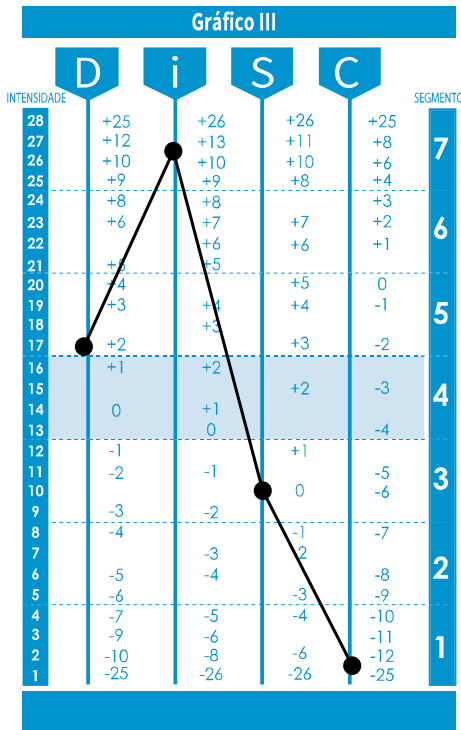 Gráfico III
D i S C
INTENSIDADE SEGMENTO
28 +25 +26 +26 +25
27 +12 +13 +11 +8 7
26 +10 +10 +10 +6
25 +9 +9 +8 +4
24 +8 +8 +3
23 +6 +7 +7 +2 6
22 +6 +6 +1
21 +5 +5
20 +4 +5 0
19 +3 +4 +4 -1 5
18 +3
17 +2 +3 -2
16 +1 +2
15 +2 -3 4
14 0 +1
13 0 -4
12 -1 +1
11 -2 -1 -5 3
10 0 -6
9 -3 -2
8 -4 -1 -7
7 -3 -2 2
6 -5 -4 -8
5 -6 -3 -9
4 -7 -5 -4 -10
3 -9 -6 -11 1
2 -10 -8 -6 -12
1 -25 -26 -26 -25